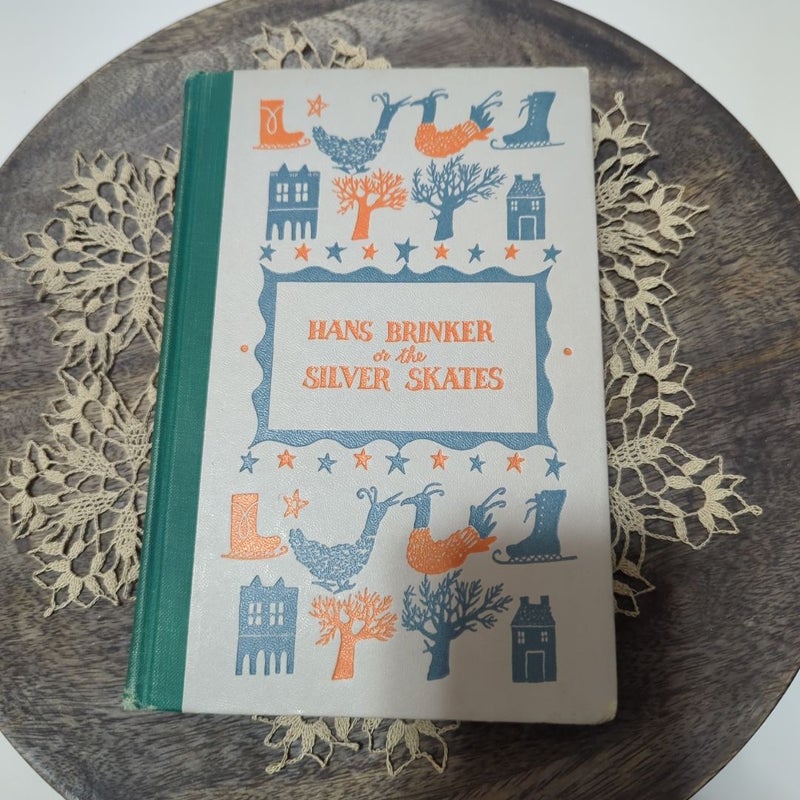 HANS BRINKER
or the
SILVER SKATES